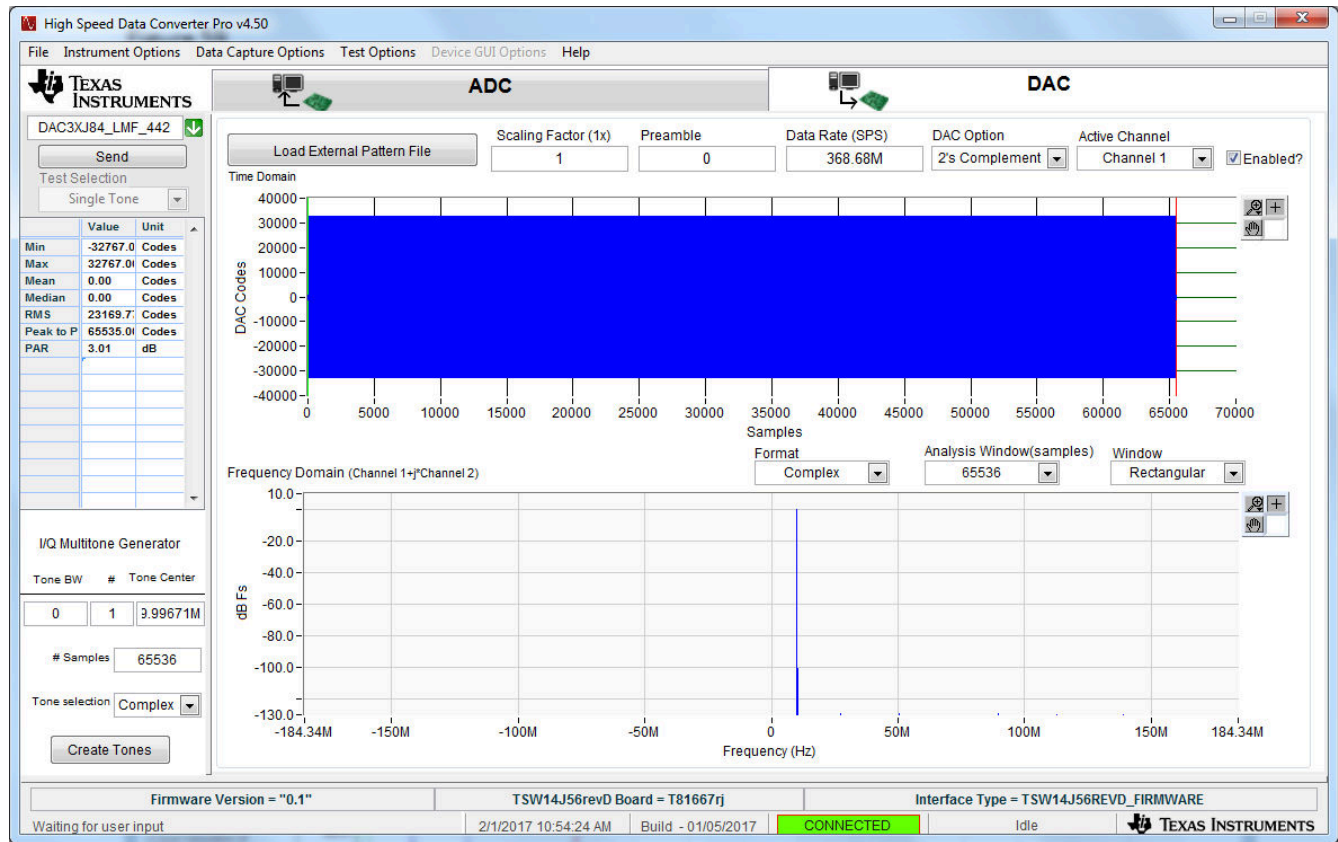 High Speed Data Converter Pro v4.50
File Instrument Options Data Capture Options Test Options Device GUI Options Help
TEXAS INSTRUMENTS
ADC
DAC
DAC3XJ84_LMF_442
Send
Test Selection
Single Tone
Value Unit
Min -32767.0 Codes
Max 32767.0 Codes
Mean 0.00 Codes
Median 0.00 Codes
RMS 23169.7 Codes
Peak to P 65535.0 Codes
PAR 3.01 dB
I/Q Multitone Generator
Tone BW # Tone Center
0 1 9.99671M
# Samples 65536
Tone selection Complex
Create Tones
Load External Pattern File
Scaling Factor (1x) Preamble Data Rate (SPS) DAC Option Active Channel
1 0 368.68M 2's Complement Channel 1 Enabled?
Time Domain
DAC Codes
40000
30000
20000
10000
0
-10000
-20000
-30000
-40000
0 5000 10000 15000 20000 25000 30000 35000 40000 45000 50000 55000 60000 65000 70000
Samples
Format Analysis Window(samples) Window
Complex 65536 Rectangular
Frequency Domain (Channel 1+j*Channel 2)
dB Fs
10.0
-20.0
-40.0
-60.0
-80.0
-100.0
-130.0
-184.34M -150M -100M -50M 0 50M 100M 150M 184.34M
Frequency (Hz)
Firmware Version = "0.1" TSW14J56revD Board = T81667rj Interface Type = TSW14J56REVD_FIRMWARE
Waiting for user input 2/1/2017 10:54:24 AM Build - 01/05/2017 CONNECTED Idle TEXAS INSTRUMENTS